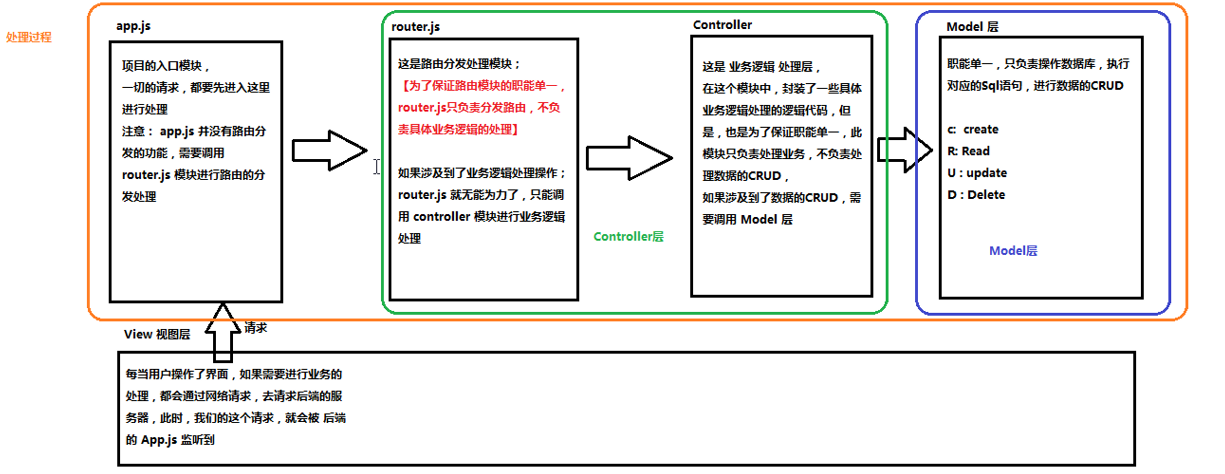 处理过程
app.js
项目的入口模块，
一切的请求，都要先进入这里
进行处理
注意： app.js 并没有路由分
发的功能，需要调用
router.js 模块进行路由的分
发处理
router.js
这是路由分发处理模块；
【为了保证路由模块的职能单一，
router.js只负责分发路由，不负
责具体业务逻辑的处理】
如果涉及到了业务逻辑处理操作；
router.js 就无能为力了，只能调
用 controller 模块进行业务逻辑
处理
Controller层
Controller
这是 业务逻辑 处理层，
在这个模块中，封装了一些具体
业务逻辑处理的逻辑代码，但
是，也是为了保证职能单一，此
模块只负责处理业务，不负责处
理数据的CRUD，
如果涉及到了数据的CRUD，需
要调用 Model 层
Model 层
职能单一，只负责操作数据库，执行
对应的Sql语句，进行数据的CRUD
c: create
R: Read
U : update
D : Delete
Model层
View 视图层
请求
每当用户操作了界面，如果需要进行业务的
处理，都会通过网络请求，去请求后端的服
务器，此时，我们的这个请求，就会被 后端
的 App.js 监听到